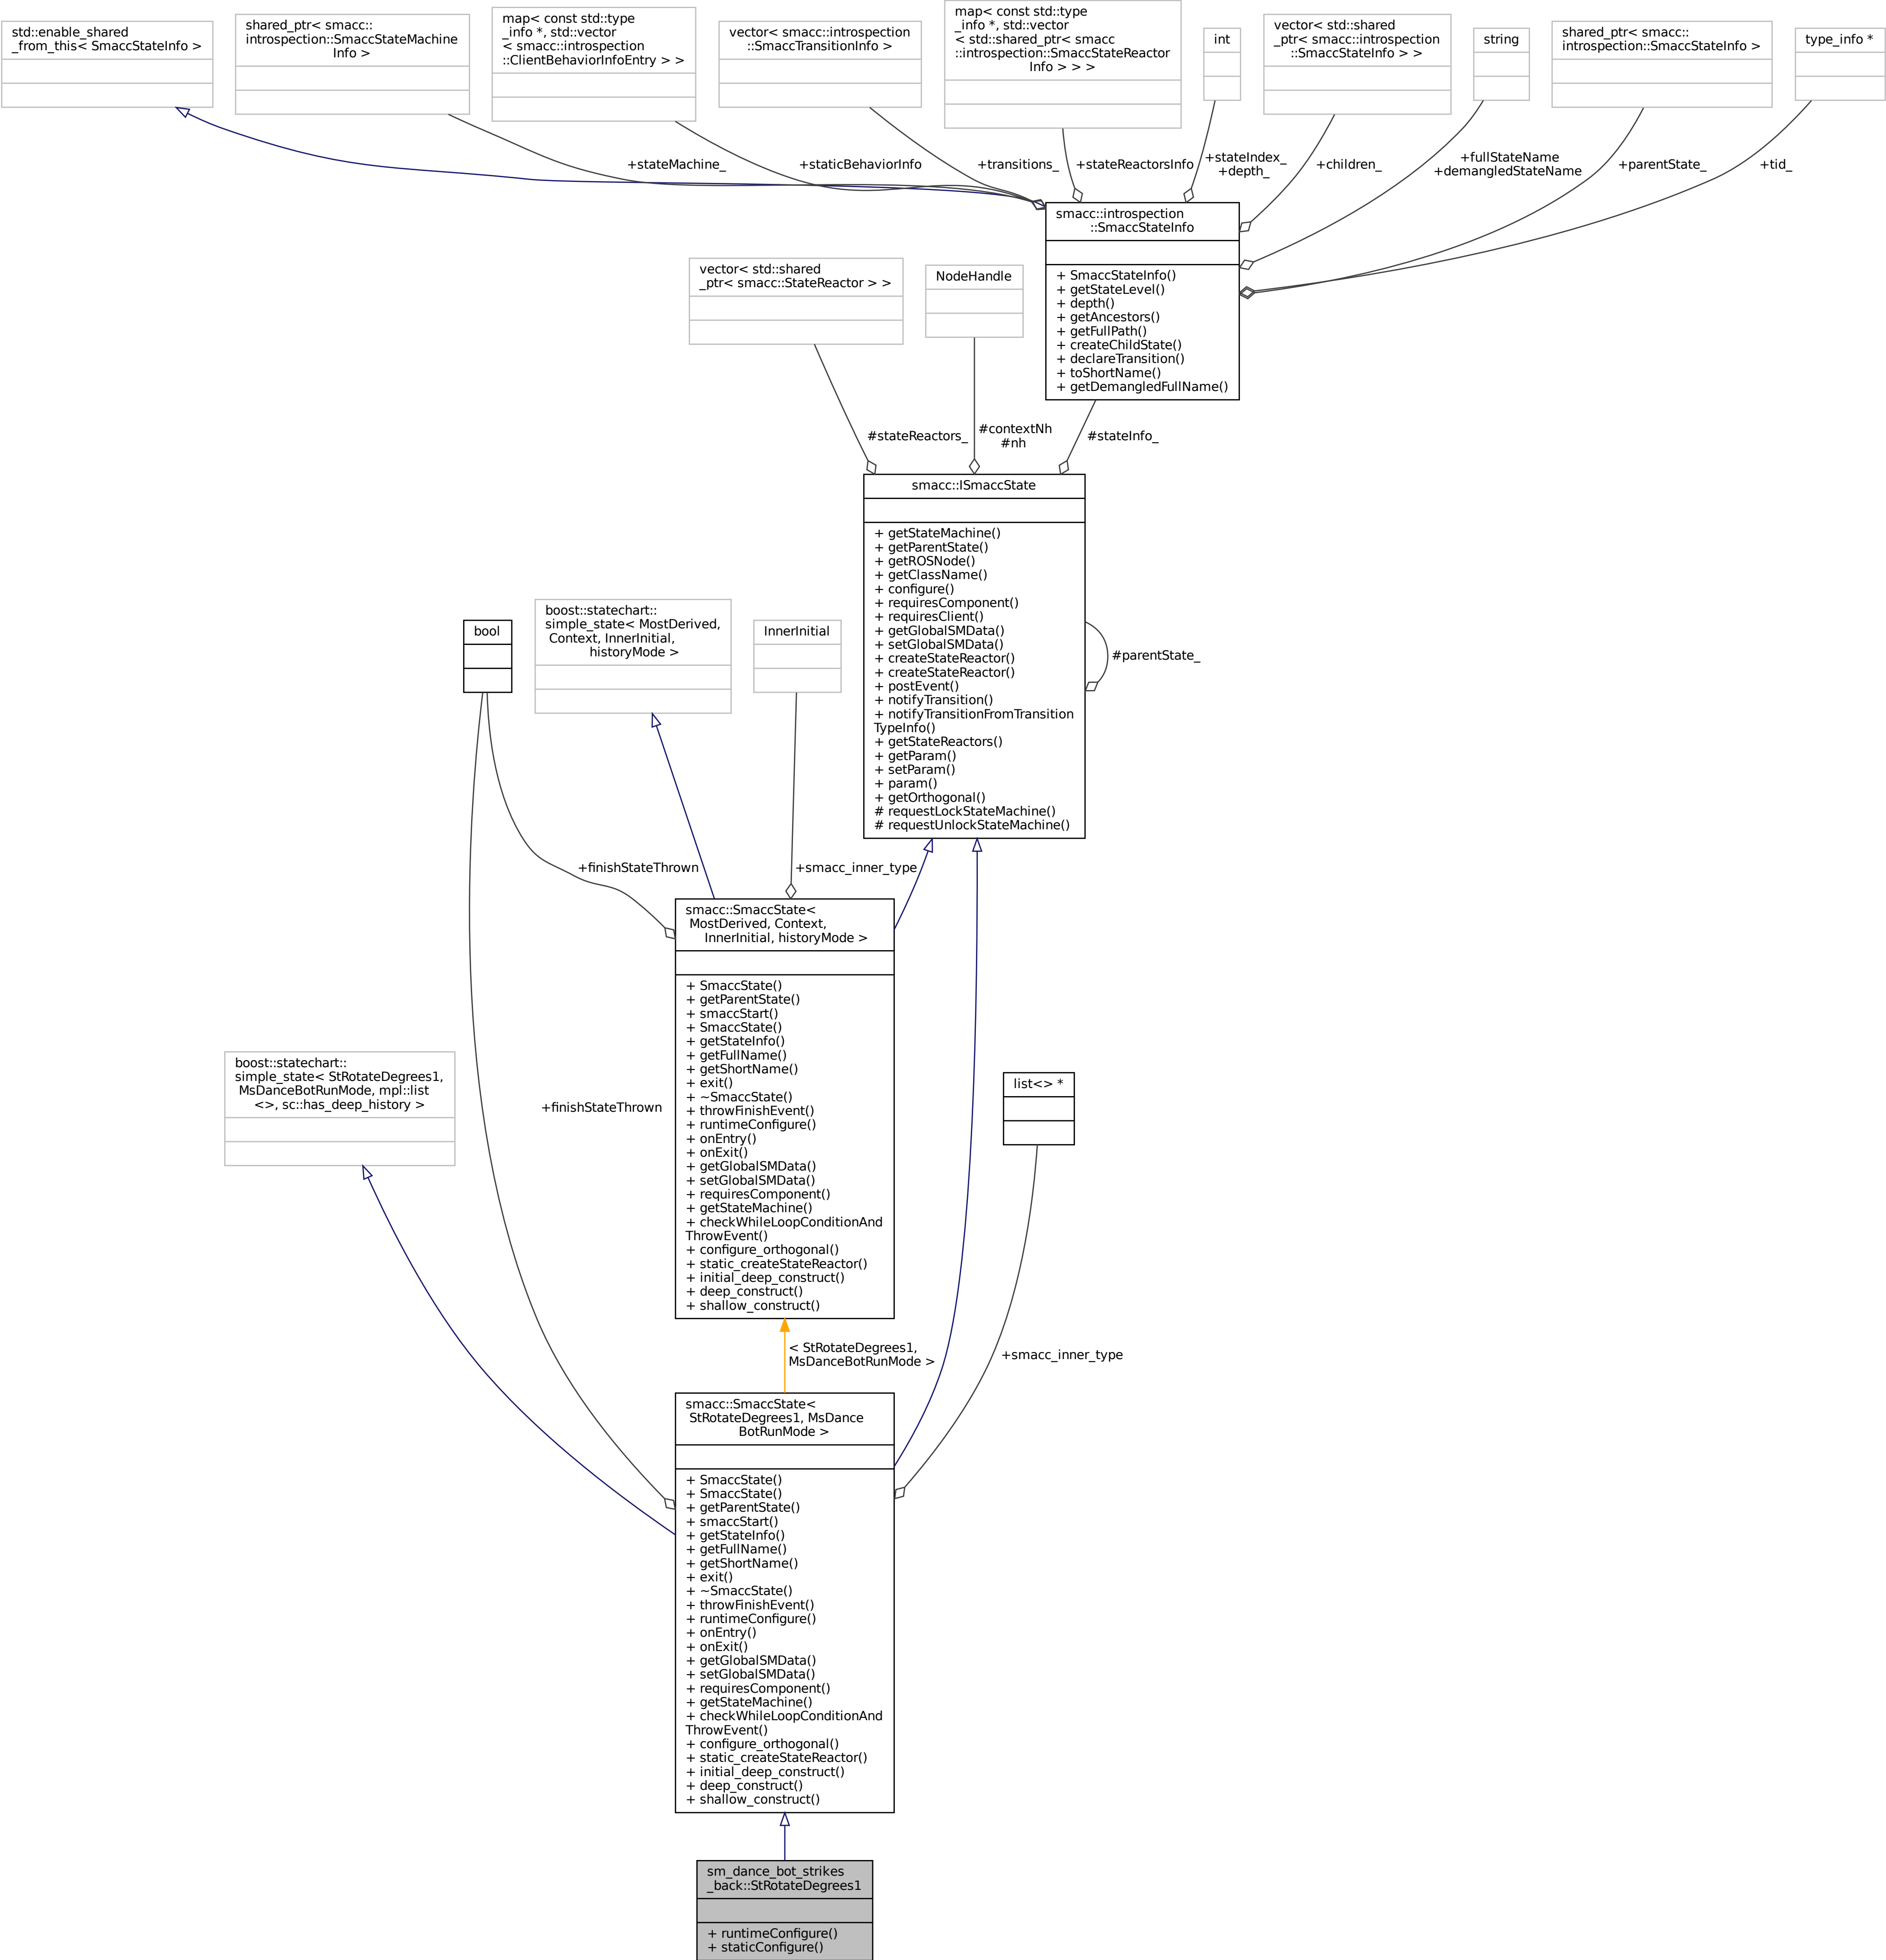 std::enable_shared
_from_this< SmaccStateInfo >
shared_ptr< smacc::
introspection::SmaccStateMachine
Info >
map< const std::type
_info *, std::vector
< smacc::introspection
::ClientBehaviorInfoEntry > >
vector< smacc::introspection
::SmaccTransitionInfo >
map< const std::type
_info *, std::vector
< std::shared_ptr< smacc
::introspection::SmaccStateReactor
Info > > >
int
vector< std::shared
_ptr< smacc::introspection
::SmaccStateInfo > >
string
shared_ptr< smacc::
introspection::SmaccStateInfo >
type_info *
+stateMachine_
+staticBehaviorInfo
+transitions_
+stateReactorsInfo
+stateIndex_
+depth_
+children_
+fullStateName
+demangledStateName
+parentState_
+tid_
smacc::introspection
::SmaccStateInfo
+ SmaccStateInfo()
+ getStateLevel()
+ depth()
+ getAncestors()
+ getFullPath()
+ createChildState()
+ declareTransition()
+ toShortName()
+ getDemangledFullName()
vector< std::shared
_ptr< smacc::StateReactor > >
NodeHandle
#stateReactors_
#contextNh
#nh
#stateInfo_
smacc::ISmaccState
+ getStateMachine()
+ getParentState()
+ getROSNode()
+ getClassName()
+ configure()
+ requiresComponent()
+ requiresClient()
+ getGlobalSMData()
+ setGlobalSMData()
+ createStateReactor()
+ createStateReactor()
+ postEvent()
+ notifyTransition()
+ notifyTransitionFromTransition
TypeInfo()
+ getStateReactors()
+ getParam()
+ setParam()
+ param()
+ getOrthogonal()
# requestLockStateMachine()
# requestUnlockStateMachine()
#parentState_
bool
boost::statechart::
simple_state< MostDerived,
Context, InnerInitial,
historyMode >
InnerInitial
+finishStateThrown
+smacc_inner_type
smacc::SmaccState<
MostDerived, Context,
InnerInitial, historyMode >
+ SmaccState()
+ getParentState()
+ smaccStart()
+ SmaccState()
+ getStateInfo()
+ getFullName()
+ getShortName()
+ exit()
+ ~SmaccState()
+ throwFinishEvent()
+ runtimeConfigure()
+ onEntry()
+ onExit()
+ getGlobalSMData()
+ setGlobalSMData()
+ requiresComponent()
+ getStateMachine()
+ checkWhileLoopConditionAnd
ThrowEvent()
+ configure_orthogonal()
+ static_createStateReactor()
+ initial_deep_construct()
+ deep_construct()
+ shallow_construct()
boost::statechart::
simple_state< StRotateDegrees1,
MsDanceBotRunMode, mpl::list
<>, sc::has_deep_history >
+finishStateThrown
list<> *
< StRotateDegrees1,
MsDanceBotRunMode >
+smacc_inner_type
smacc::SmaccState<
StRotateDegrees1, MsDance
BotRunMode >
+ SmaccState()
+ SmaccState()
+ getParentState()
+ smaccStart()
+ getStateInfo()
+ getFullName()
+ getShortName()
+ exit()
+ ~SmaccState()
+ throwFinishEvent()
+ runtimeConfigure()
+ onEntry()
+ onExit()
+ getGlobalSMData()
+ setGlobalSMData()
+ requiresComponent()
+ getStateMachine()
+ checkWhileLoopConditionAnd
ThrowEvent()
+ configure_orthogonal()
+ static_createStateReactor()
+ initial_deep_construct()
+ deep_construct()
+ shallow_construct()
sm_dance_bot_strikes
_back::StRotateDegrees1
+ runtimeConfigure()
+ staticConfigure()